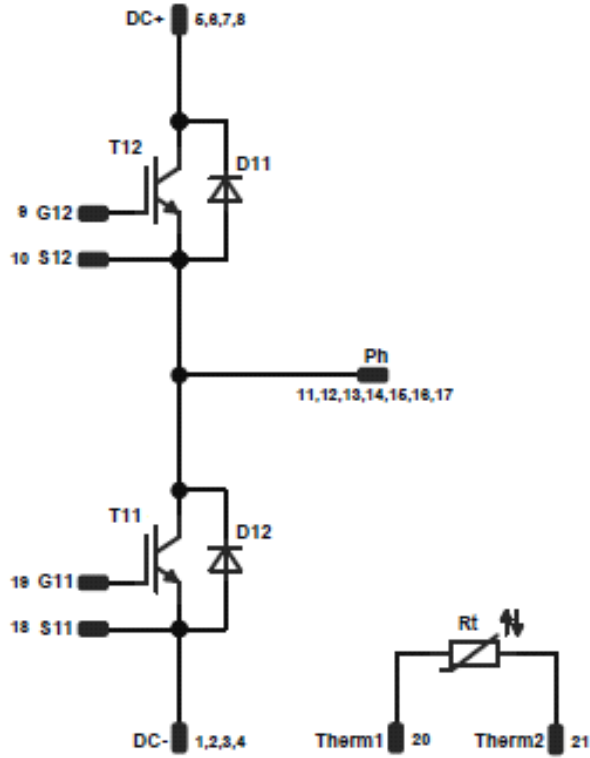 DC+ 5,6,7,8
T12
D11
9 G12
10 S12
Ph
11,12,13,14,15,16,17
T11
D12
19 G11
18 S11
Rt
DC- 1,2,3,4
Therm1 20
Therm2 21